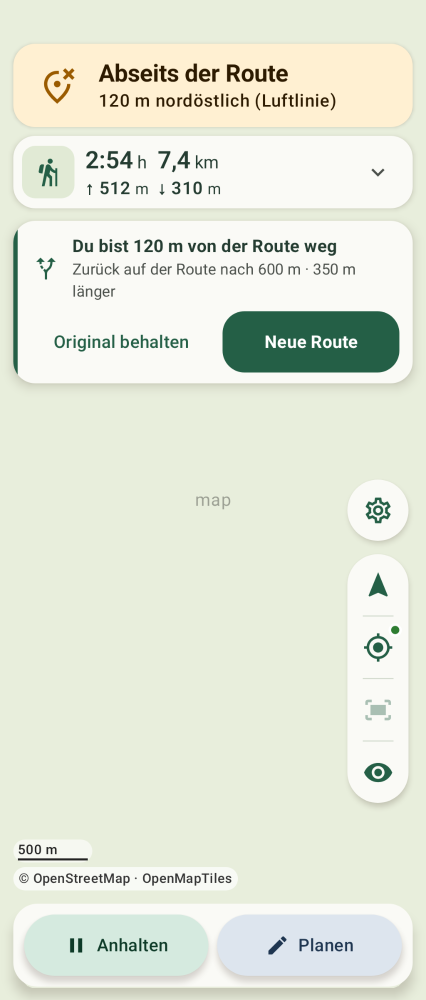 Abseits der Route
120 m nordöstlich (Luftlinie)
2:54 h 7,4 km
↑ 512 m ↓ 310 m
Du bist 120 m von der Route weg
Zurück auf der Route nach 600 m · 350 m
länger
Original behalten
Neue Route
map
500 m
© OpenStreetMap · OpenMapTiles
Anhalten
Planen